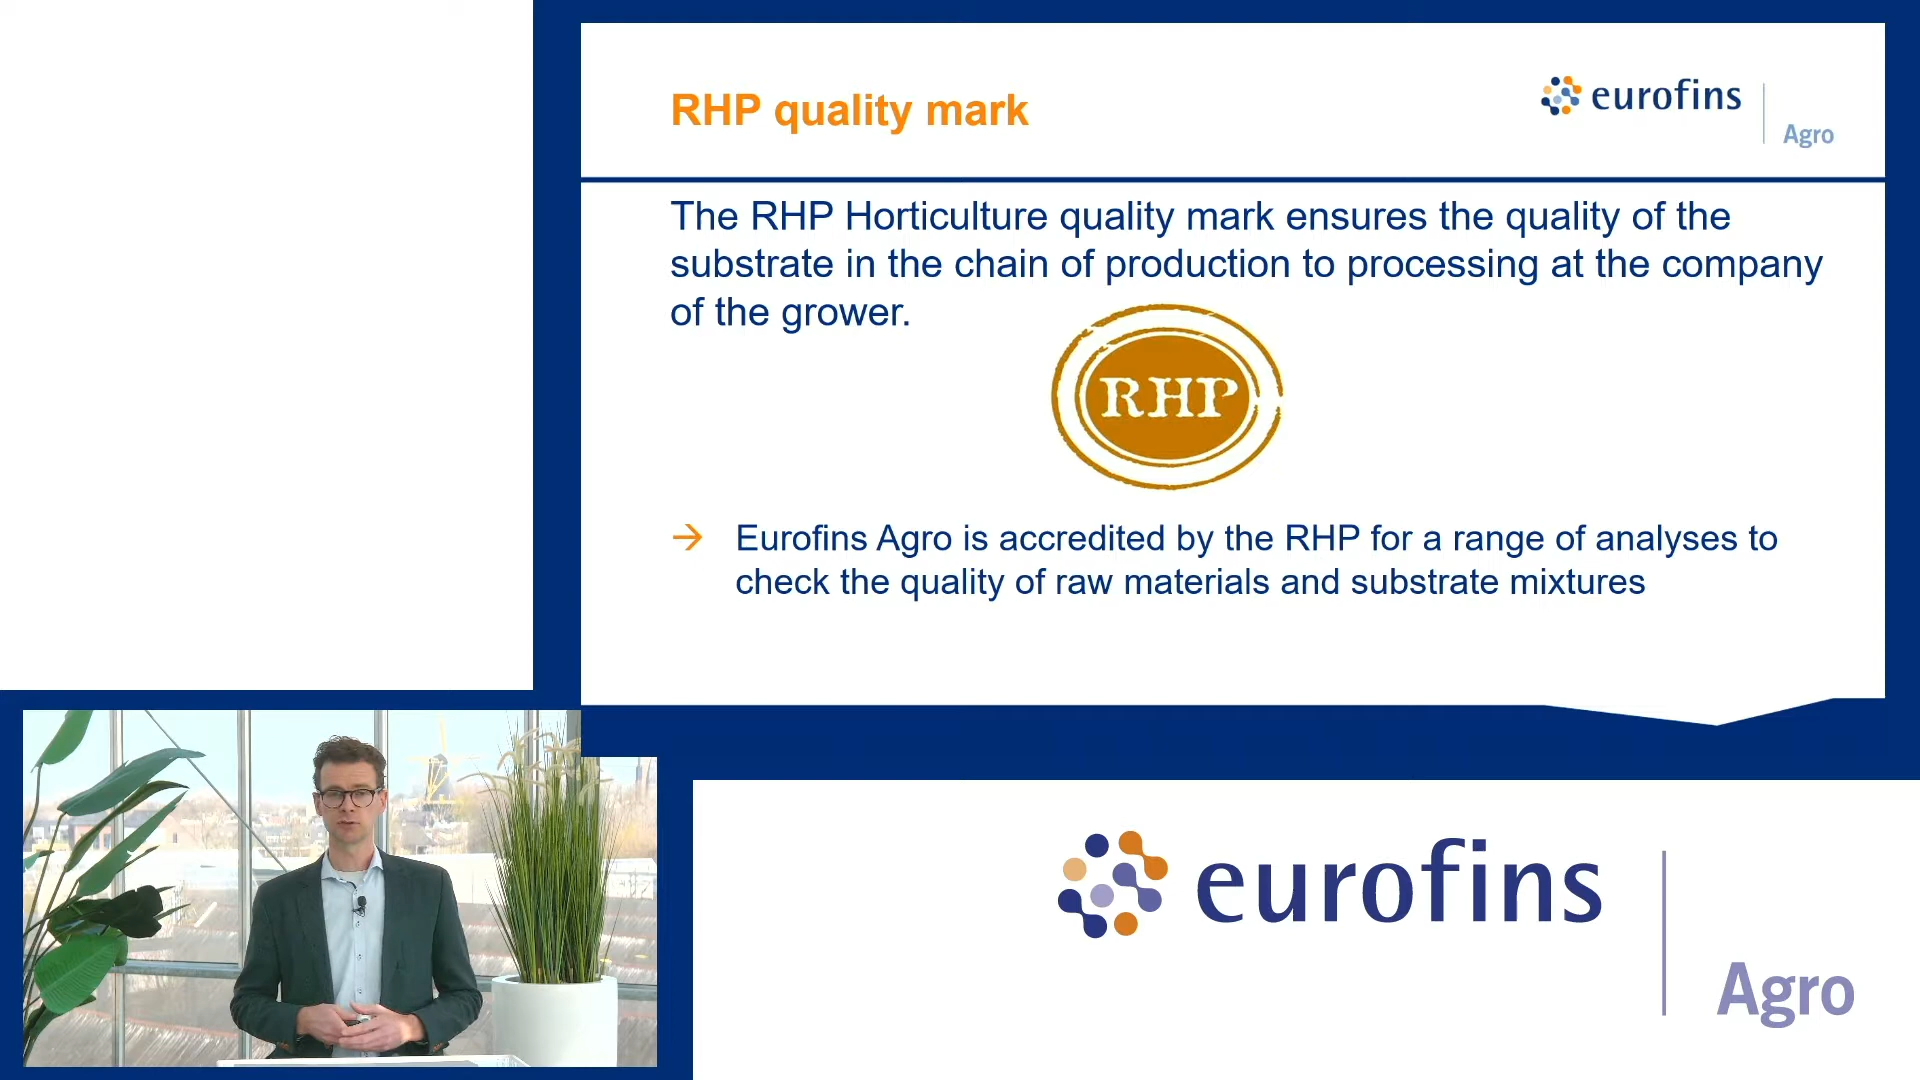 RHP quality mark
eurofins
Agro
The RHP Horticulture quality mark ensures the quality of the
substrate in the chain of production to processing at the company
of the grower.
RHP
→ Eurofins Agro is accredited by the RHP for a range of analyses to
check the quality of raw materials and substrate mixtures
eurofins
Agro